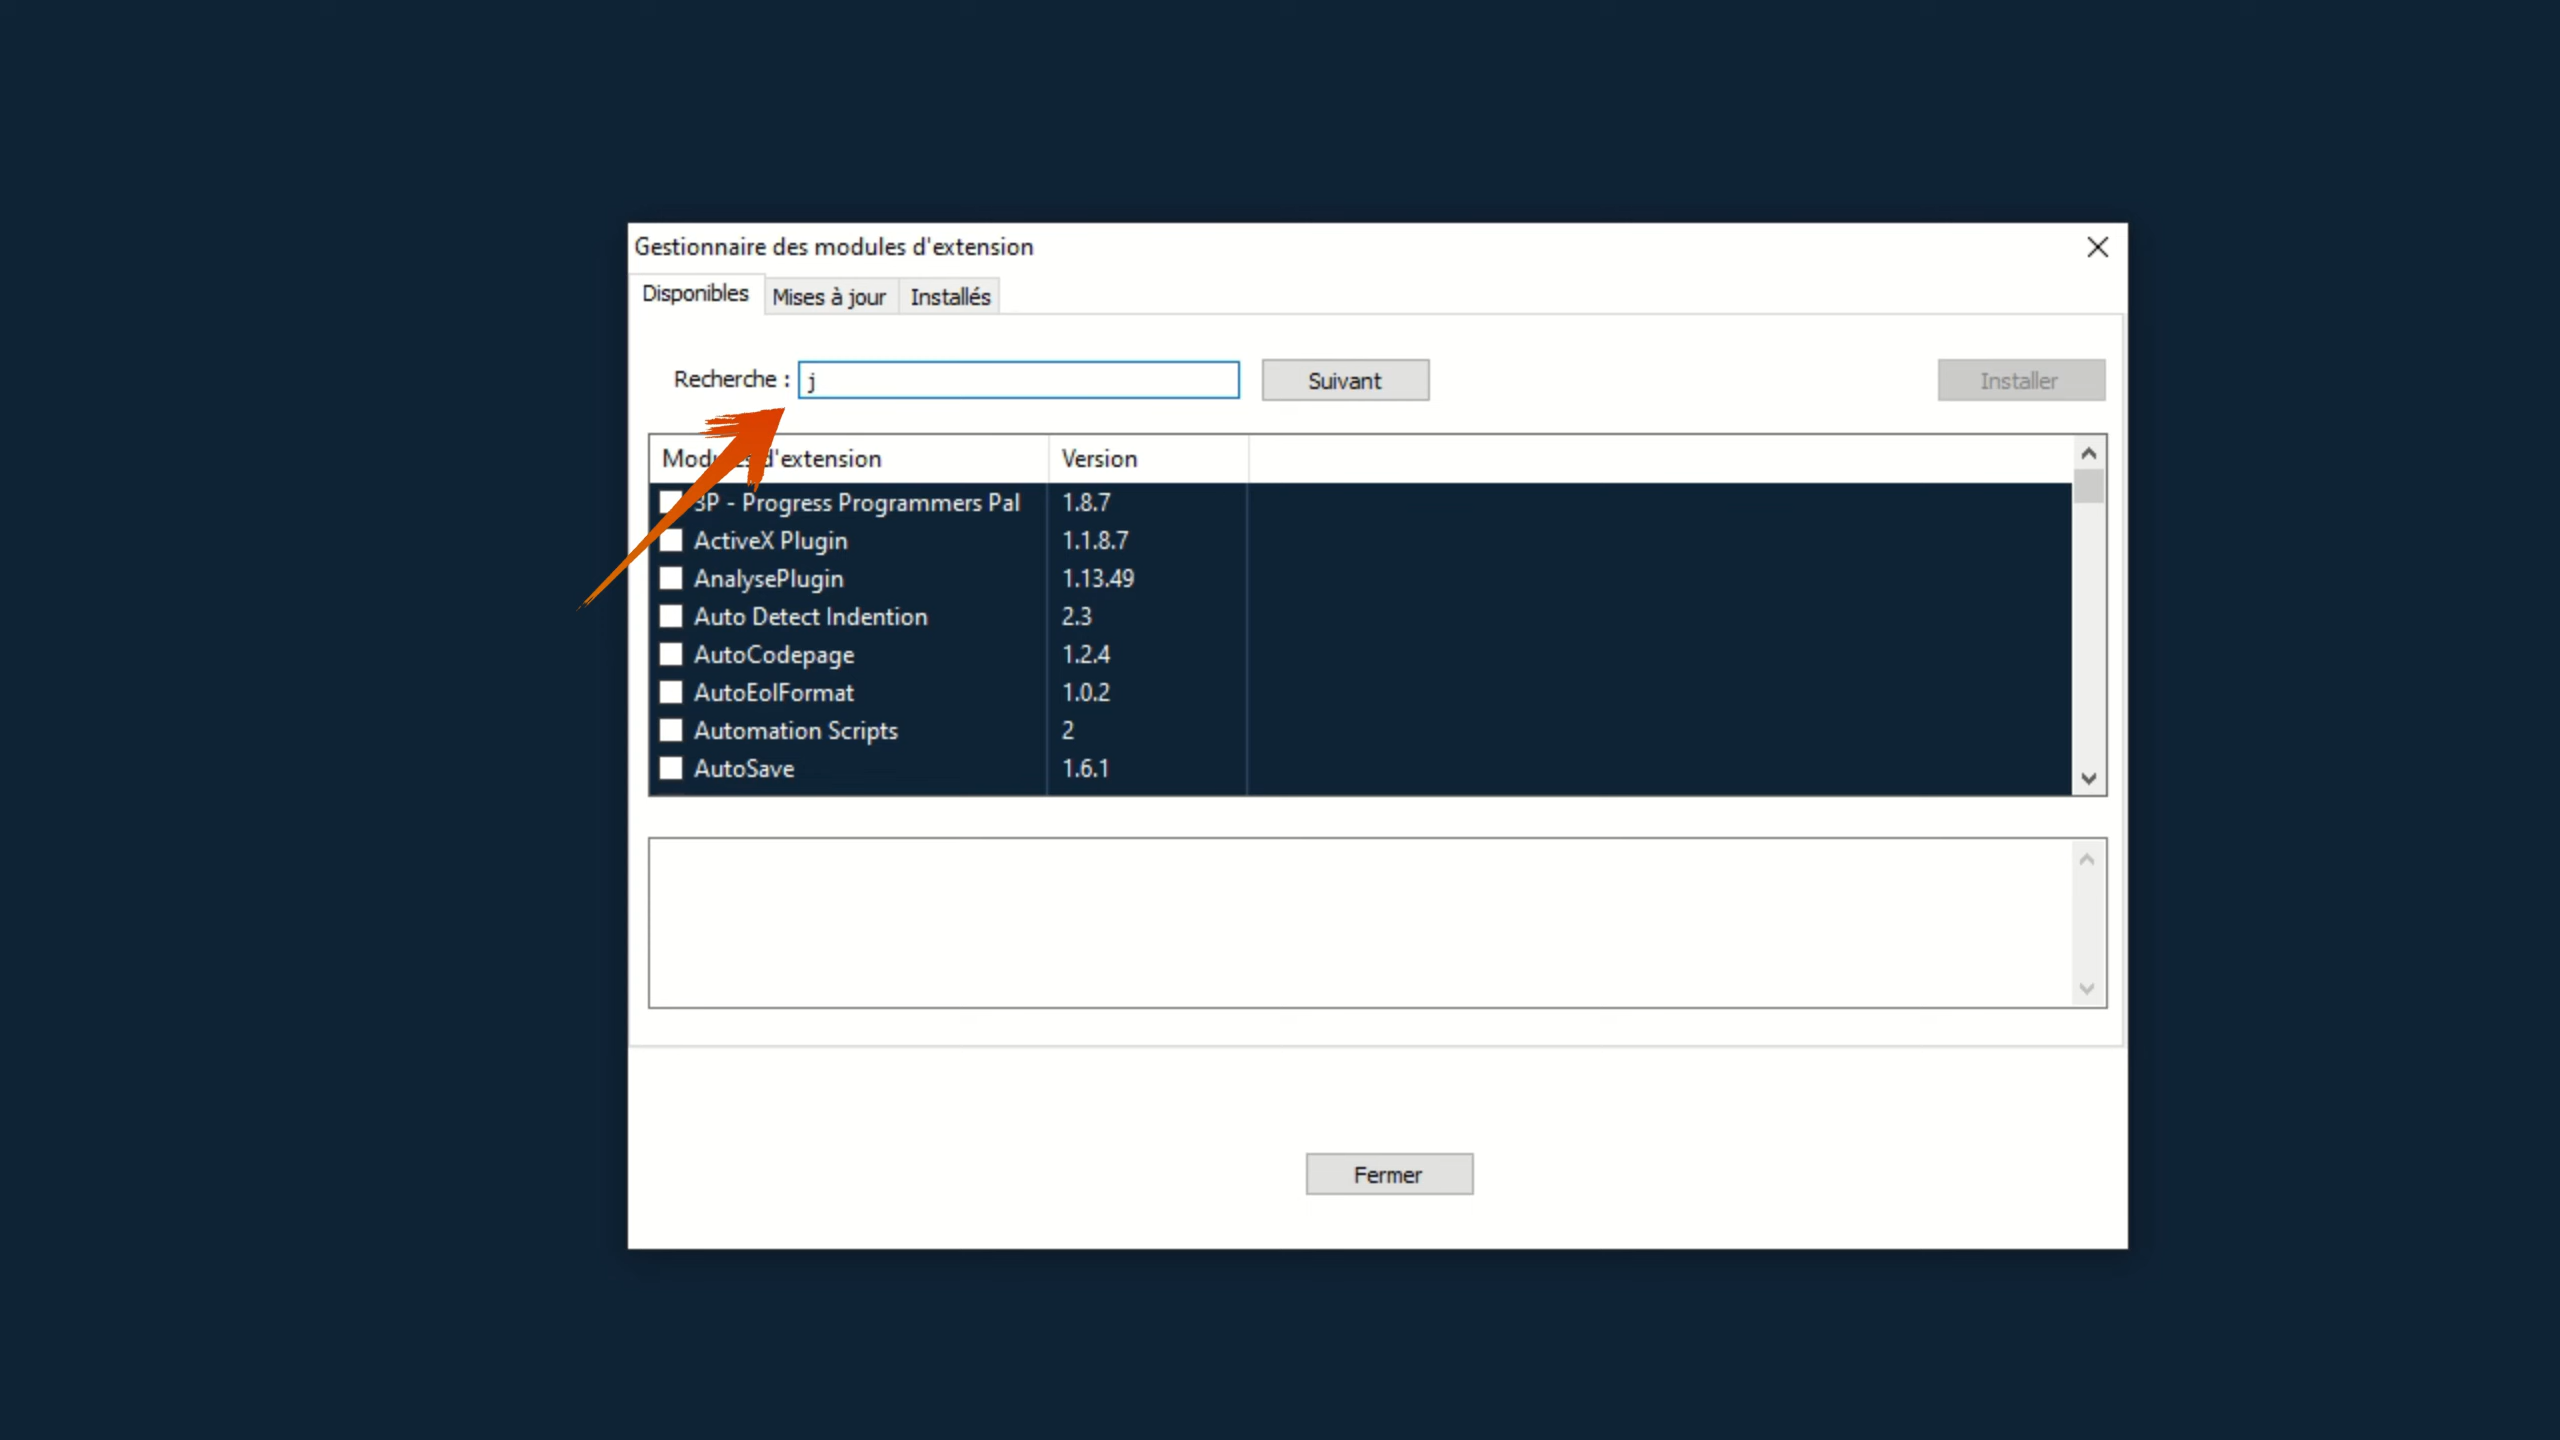 Gestionnaire des modules d'extension
Disponibles Mises à jour Installés
Recherche : j Suivant Installer
Modules d'extension Version
3P - Progress Programmers Pal 1.8.7
ActiveX Plugin 1.1.8.7
AnalysePlugin 1.13.49
Auto Detect Indention 2.3
AutoCodepage 1.2.4
AutoEolFormat 1.0.2
Automation Scripts 2
AutoSave 1.6.1
Fermer